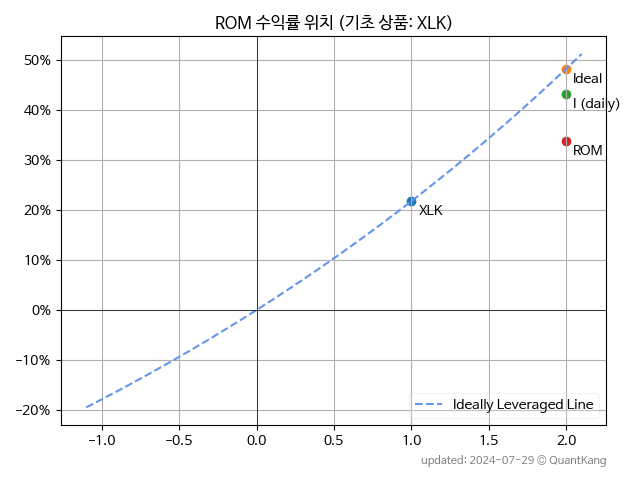 ROM 수익률 위치 (기초 상품: XLK)
50%
40%
30%
20%
10%
0%
−10%
−20%
Ideal
I (daily)
ROM
XLK
Ideally Leveraged Line
−1.0
−0.5
0.0
0.5
1.0
1.5
2.0
updated: 2024-07-29 © QuantKang